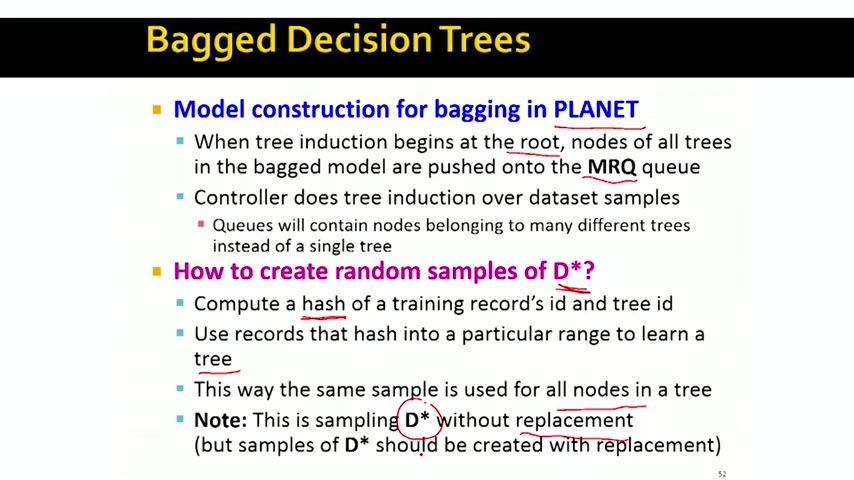 Bagged Decision Trees
Model construction for bagging in PLANET
When tree induction begins at the root, nodes of all trees
in the bagged model are pushed onto the MRQ queue
Controller does tree induction over dataset samples
Queues will contain nodes belonging to many different trees
instead of a single tree
How to create random samples of D*?
Compute a hash of a training record's id and tree id
Use records that hash into a particular range to learn a
tree
This way the same sample is used for all nodes in a tree
Note: This is sampling D* without replacement
(but samples of D* should be created with replacement)
52